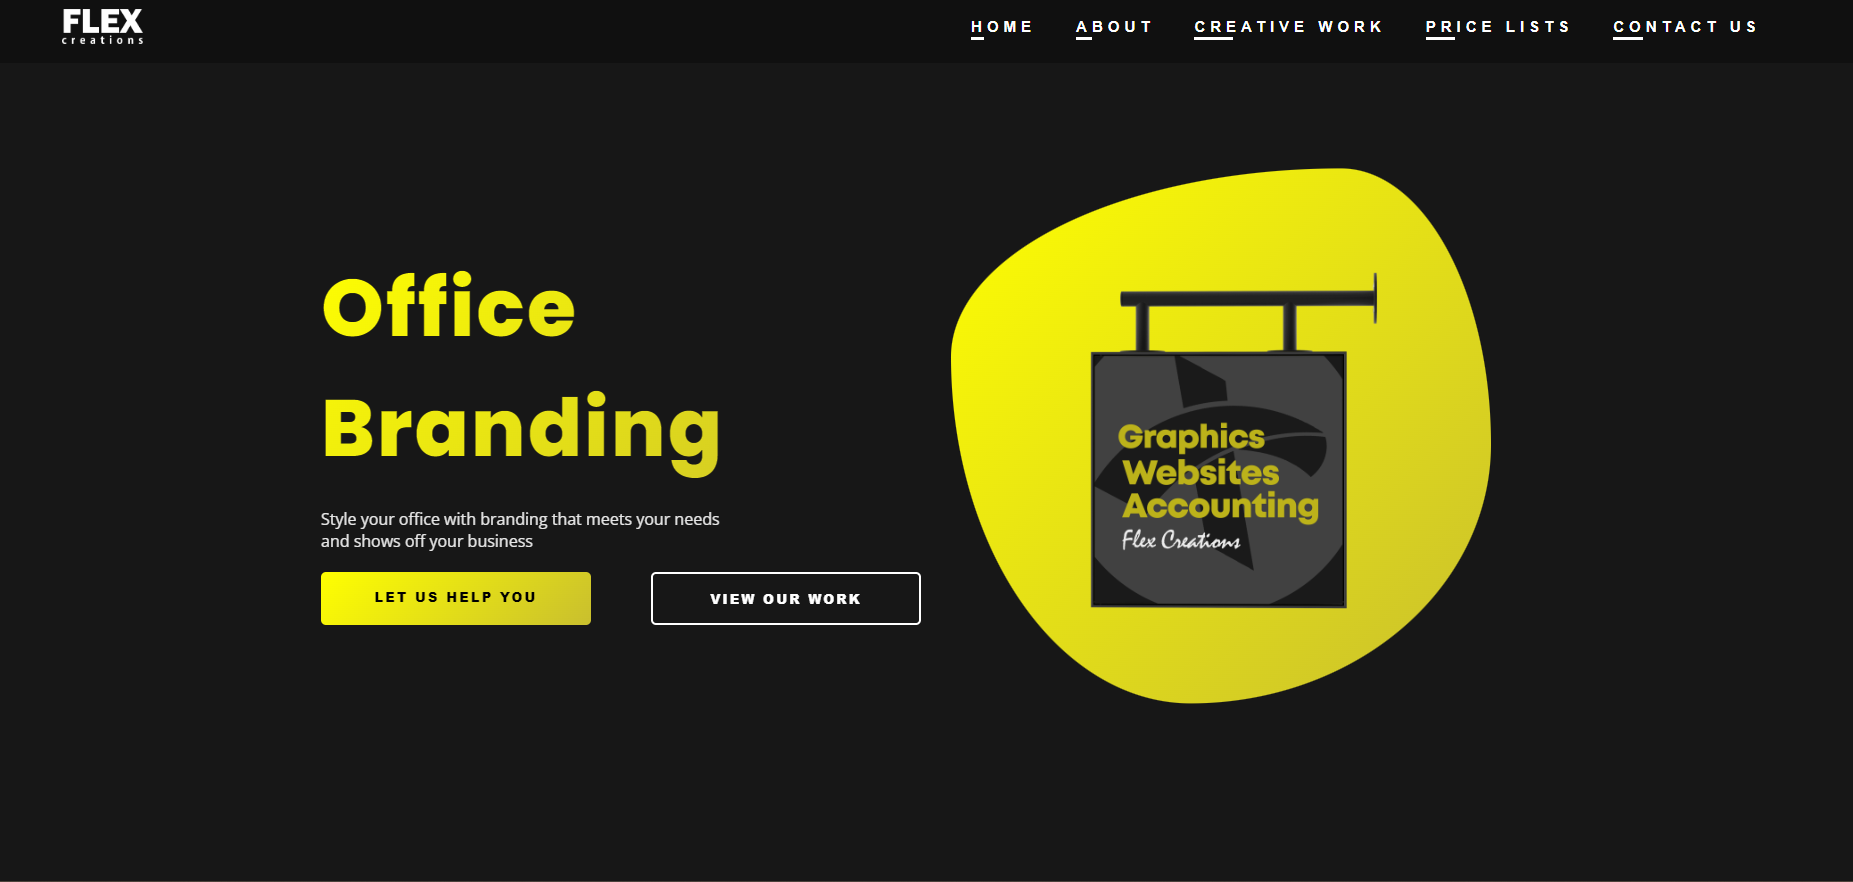 FLEX
creations
HOME
ABOUT
CREATIVE WORK
PRICE LISTS
CONTACT US
Office
Branding
Style your office with branding that meets your needs
and shows off your business
LET US HELP YOU
VIEW OUR WORK
Graphics
Websites
Accounting
Flex Creations